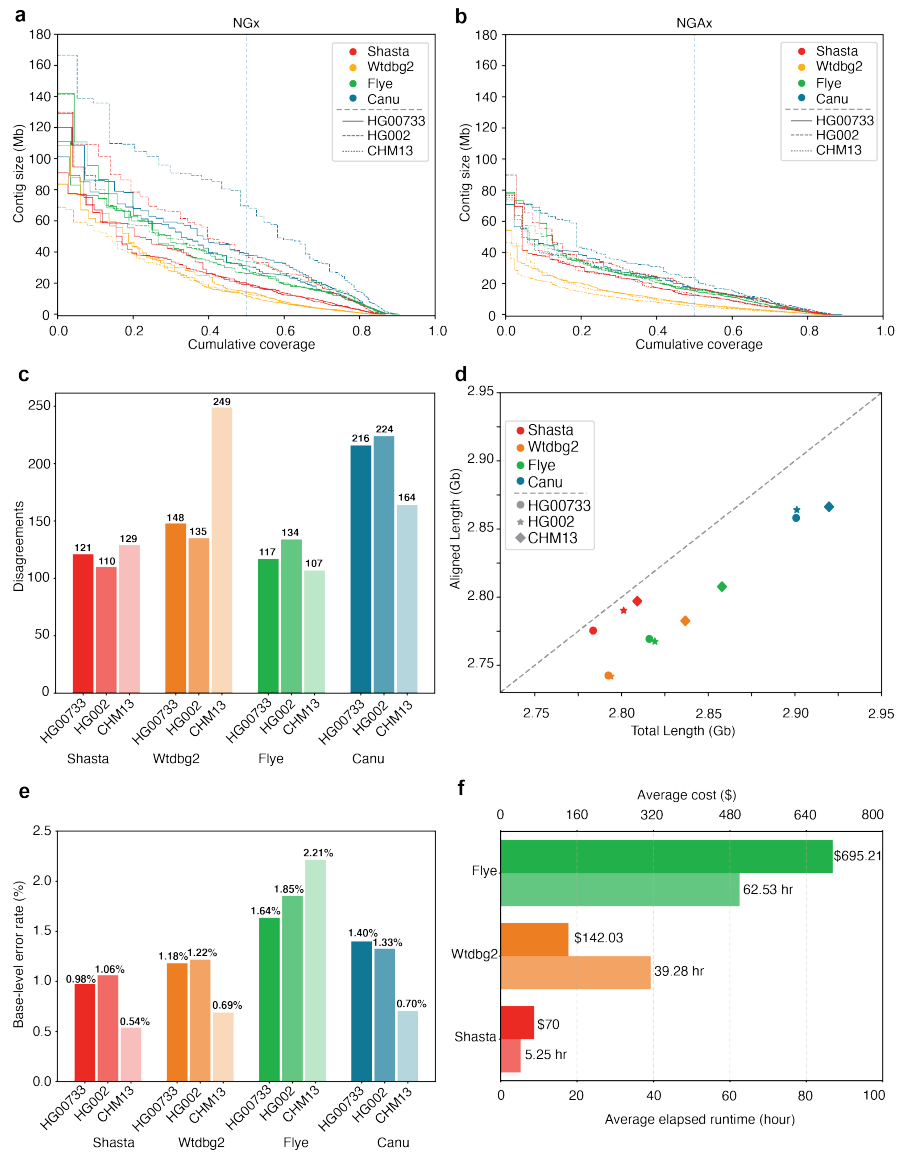 a
NGx
180
160
140
120
100
80
60
40
20
0
Contig size (Mb)
0.0 0.2 0.4 0.6 0.8 1.0
Cumulative coverage
Shasta
Wtdbg2
Flye
Canu
HG00733
HG002
CHM13
b
NGAx
180
160
140
120
100
80
60
40
20
0
Contig size (Mb)
0.0 0.2 0.4 0.6 0.8 1.0
Cumulative coverage
Shasta
Wtdbg2
Flye
Canu
HG00733
HG002
CHM13
c
250
200
150
100
50
0
Disagreements
121 110 129
148 135 249
117 134 107
216 224 164
HG00733 HG002 CHM13 HG00733 HG002 CHM13 HG00733 HG002 CHM13 HG00733 HG002 CHM13
Shasta Wtdbg2 Flye Canu
d
2.95
2.90
2.85
2.80
2.75
Aligned Length (Gb)
Shasta
Wtdbg2
Flye
Canu
HG00733
HG002
CHM13
2.75 2.80 2.85 2.90 2.95
Total Length (Gb)
e
2.5
2.0
1.5
1.0
0.5
0.0
Base-level error rate (%)
0.98% 1.06% 0.54%
1.18% 1.22% 0.69%
1.64% 1.85% 2.21%
1.40% 1.33% 0.70%
HG00733 HG002 CHM13 HG00733 HG002 CHM13 HG00733 HG002 CHM13 HG00733 HG002 CHM13
Shasta Wtdbg2 Flye Canu
f
Average cost ($)
0 160 320 480 640 800
Flye
$695.21
62.53 hr
Wtdbg2
$142.03
39.28 hr
Shasta
$70
5.25 hr
0 20 40 60 80 100
Average elapsed runtime (hour)